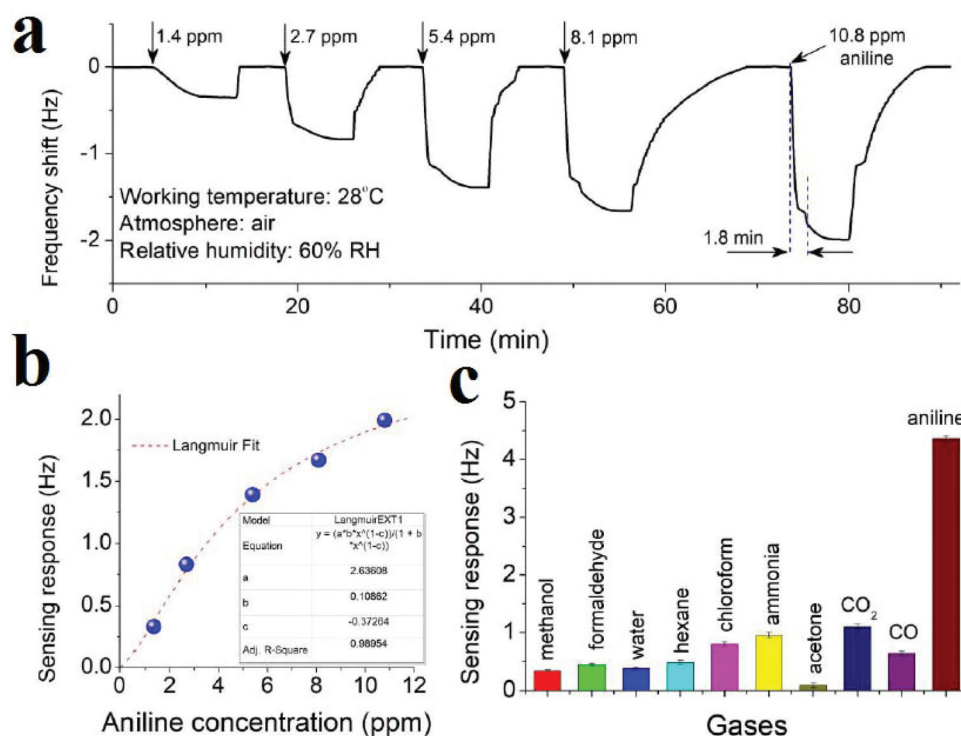 a
1.4 ppm
2.7 ppm
5.4 ppm
8.1 ppm
10.8 ppm
aniline
0
-1
-2
Frequency shift (Hz)
Working temperature: 28°C
Atmosphere: air
Relative humidity: 60% RH
1.8 min
0 20 40 60 80
Time (min)
b
2.0
1.5
1.0
0.5
0.0
Sensing response (Hz)
Langmuir Fit
Model LangmuirEXT1
Equation y = (a*b*x^(1-c))/(1 + b
*x^(1-c))
a 2.63608
b 0.10862
c -0.37264
Adj. R-Square 0.98954
0 2 4 6 8 10 12
Aniline concentration (ppm)
c
5
4
3
2
1
0
Sensing response (Hz)
methanol
formaldehyde
water
hexane
chloroform
ammonia
acetone
CO₂
CO
aniline
Gases